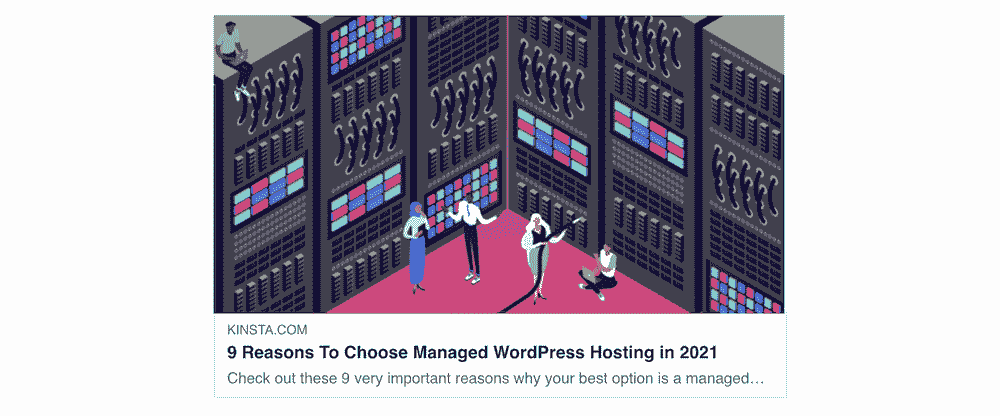 KINSTA.COM
9 Reasons To Choose Managed WordPress Hosting in 2021
Check out these 9 very important reasons why your best option is a managed…